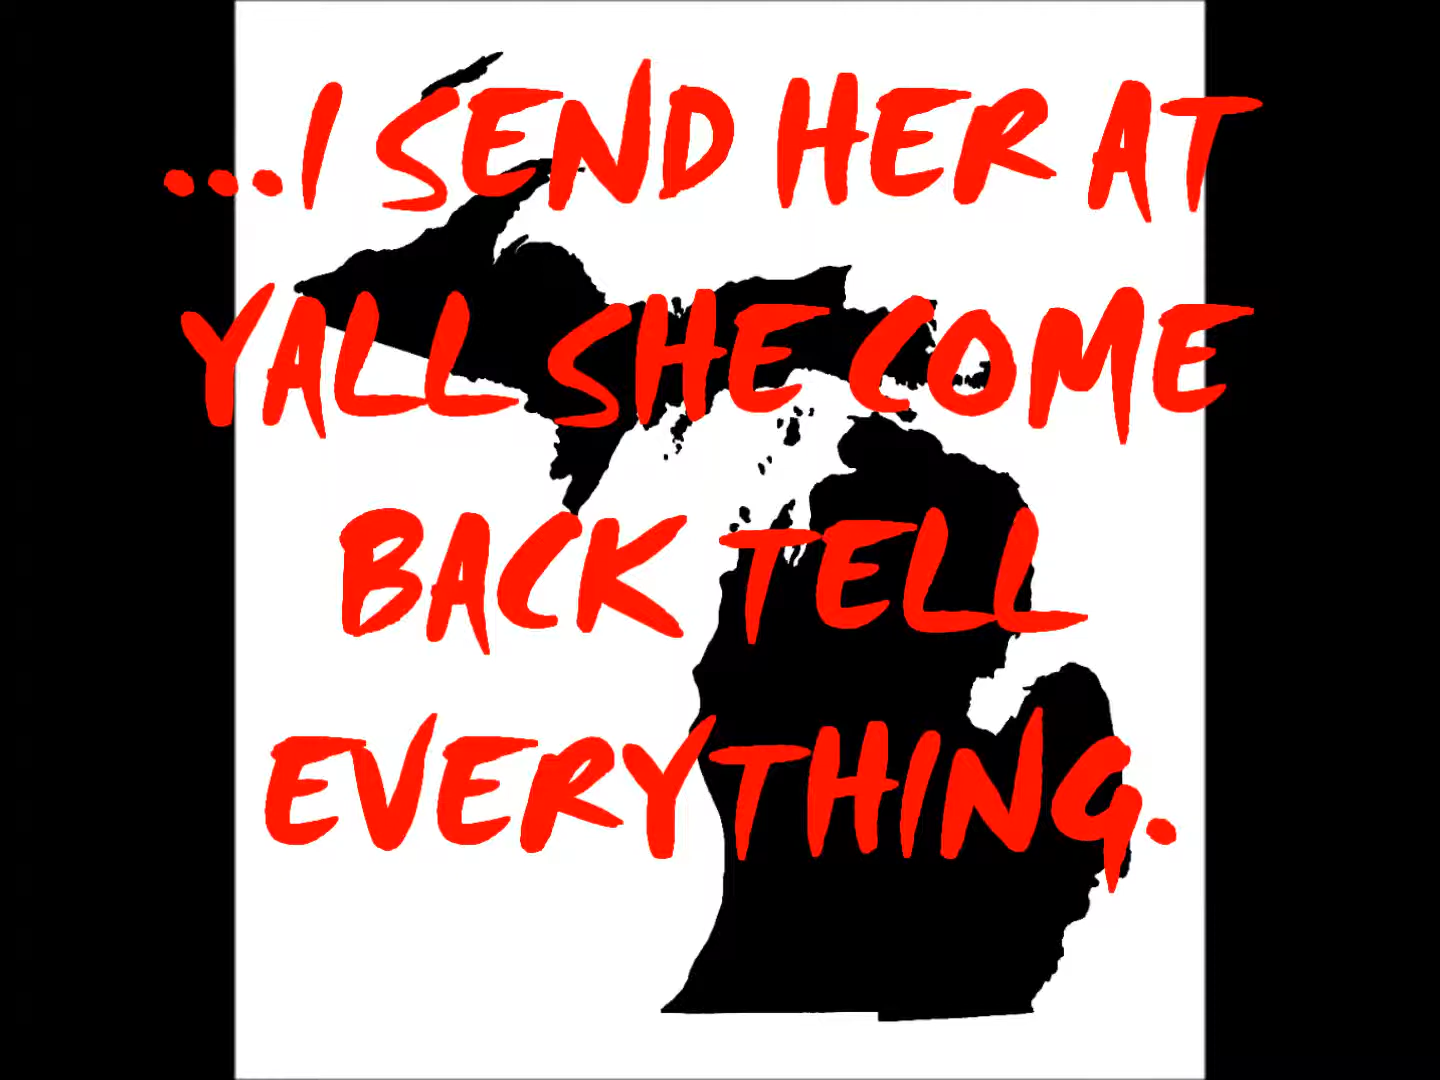 ...I SEND HER AT
YALL SHE COME
BACK TELL
EVERYTHING.